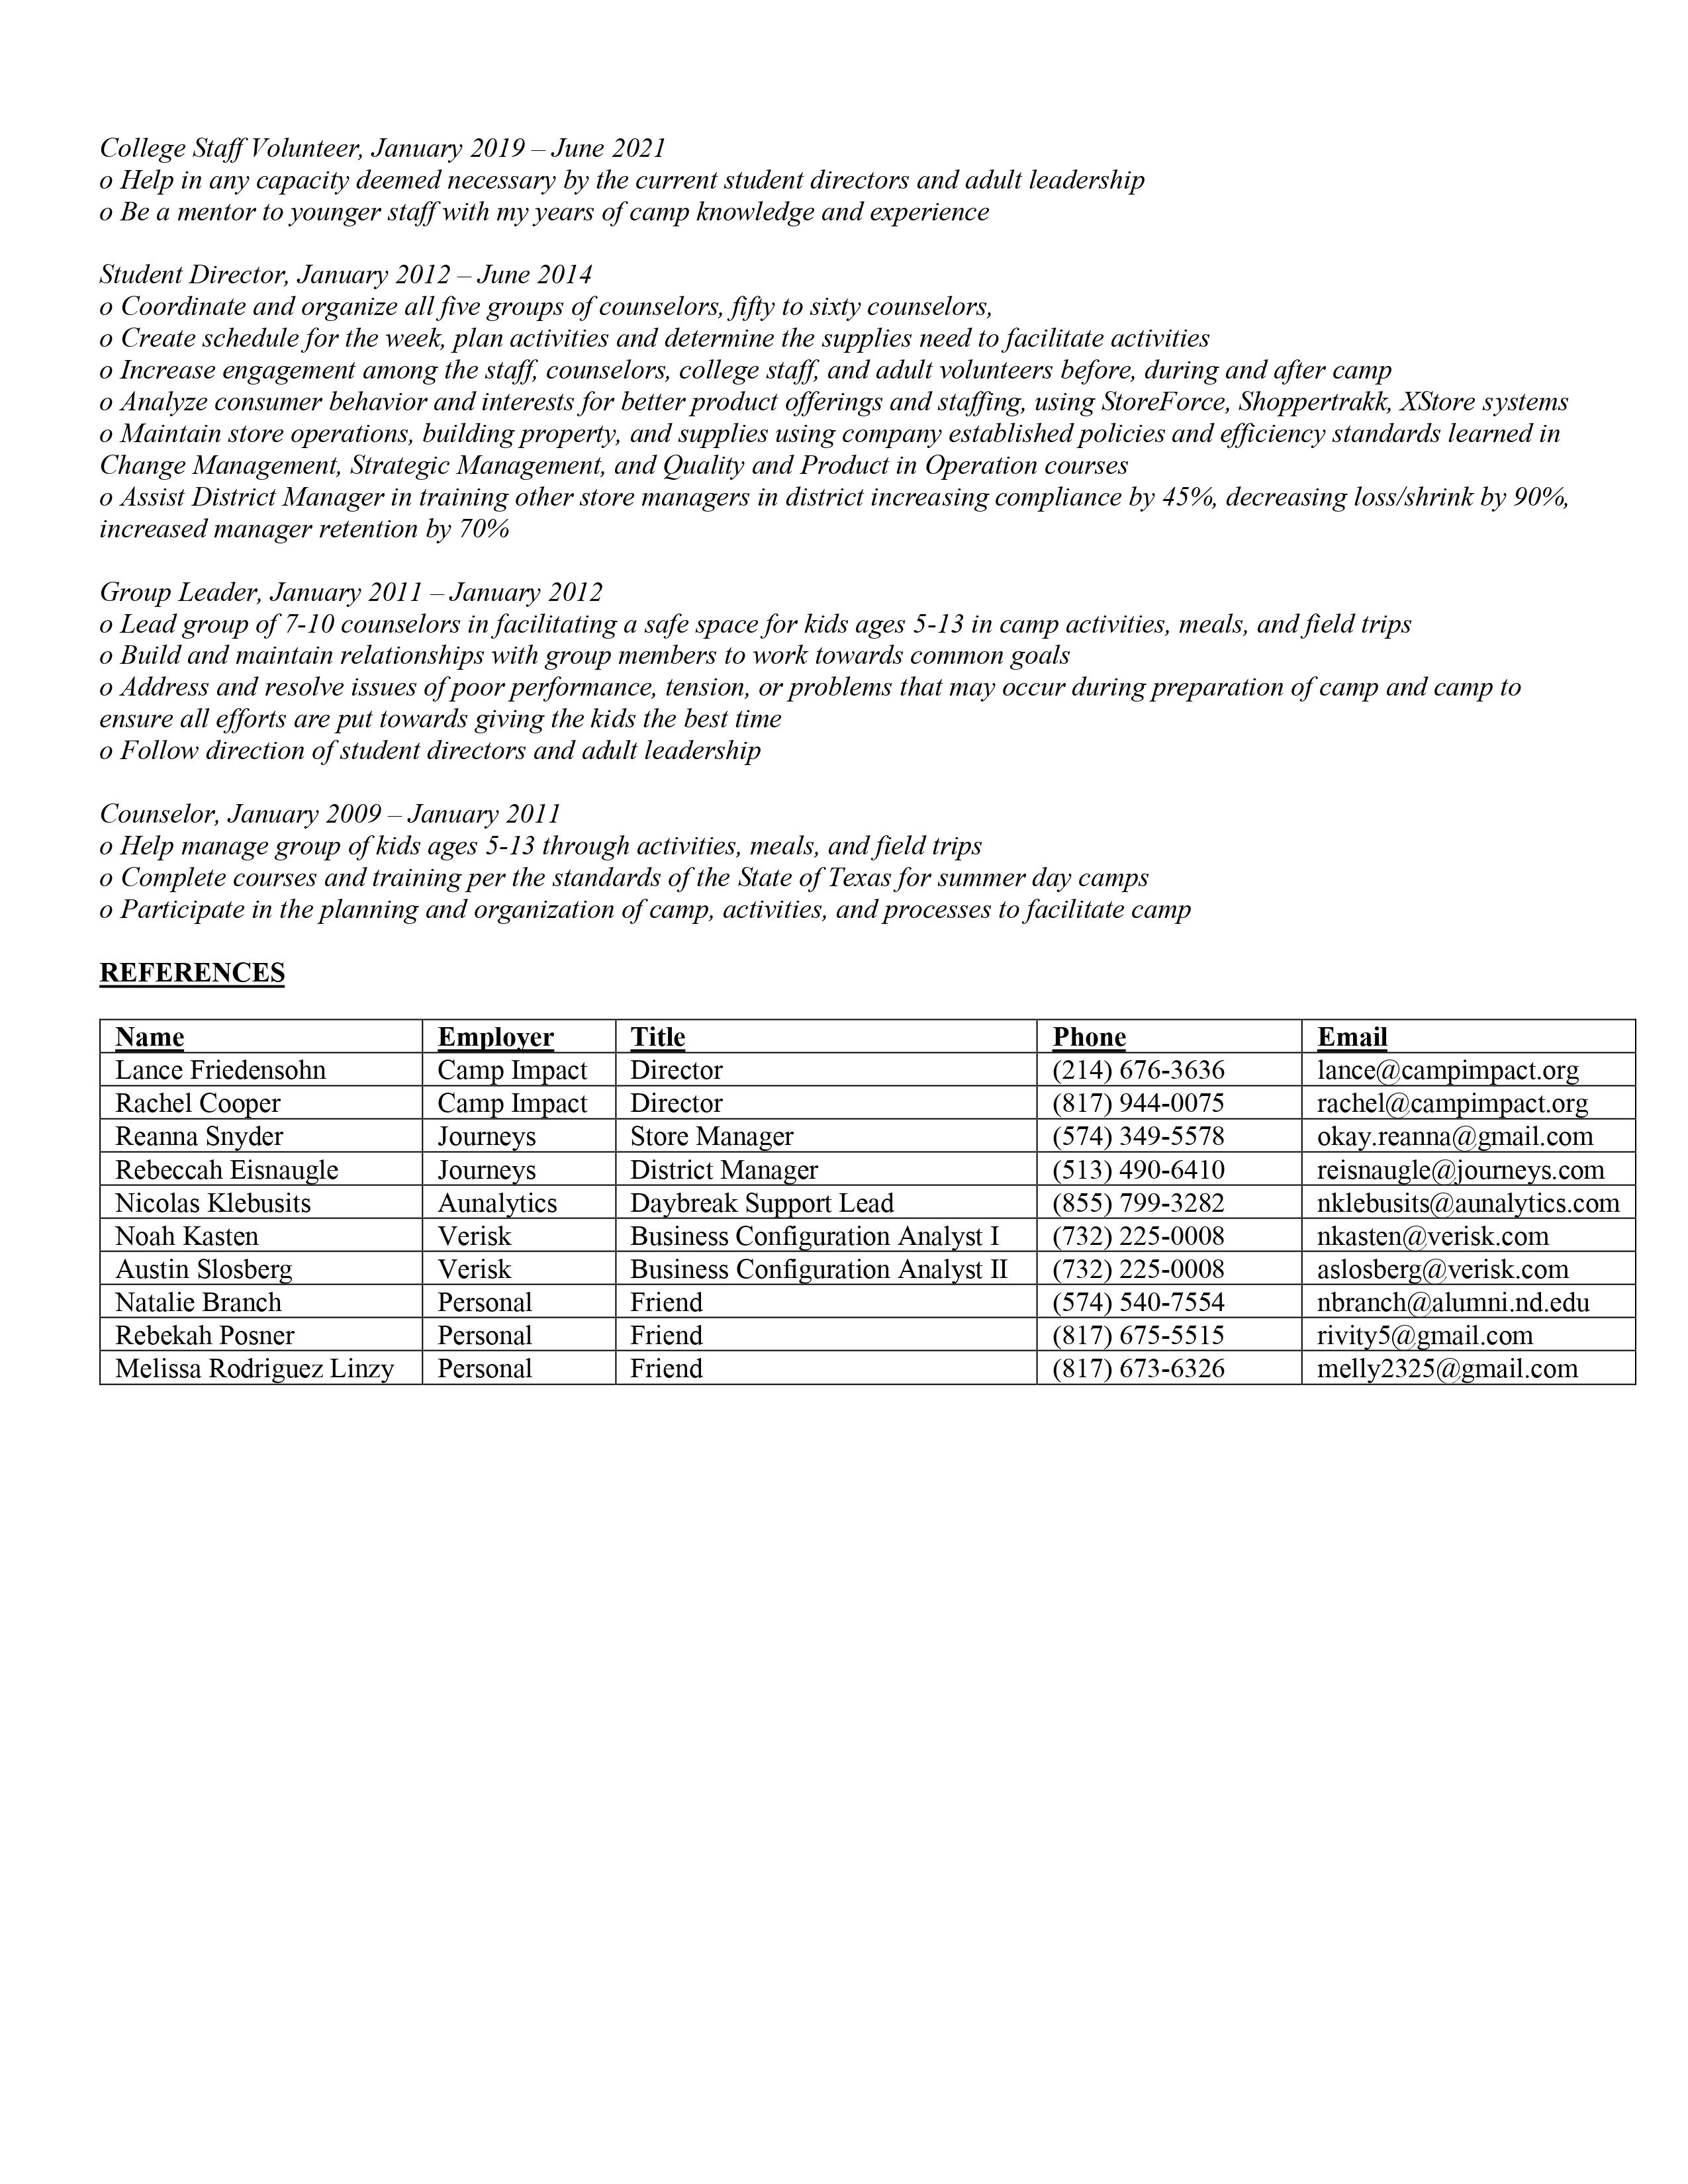 College Staff Volunteer, January 2019 – June 2021
o Help in any capacity deemed necessary by the current student directors and adult leadership
o Be a mentor to younger staff with my years of camp knowledge and experience
Student Director, January 2012 – June 2014
o Coordinate and organize all five groups of counselors, fifty to sixty counselors,
o Create schedule for the week, plan activities and determine the supplies need to facilitate activities
o Increase engagement among the staff, counselors, college staff, and adult volunteers before, during and after camp
o Analyze consumer behavior and interests for better product offerings and staffing, using StoreForce, Shoppertrakk, XStore systems
o Maintain store operations, building property, and supplies using company established policies and efficiency standards learned in
Change Management, Strategic Management, and Quality and Product in Operation courses
o Assist District Manager in training other store managers in district increasing compliance by 45%, decreasing loss/shrink by 90%,
increased manager retention by 70%
Group Leader, January 2011 – January 2012
o Lead group of 7-10 counselors in facilitating a safe space for kids ages 5-13 in camp activities, meals, and field trips
o Build and maintain relationships with group members to work towards common goals
o Address and resolve issues of poor performance, tension, or problems that may occur during preparation of camp and camp to
ensure all efforts are put towards giving the kids the best time
o Follow direction of student directors and adult leadership
Counselor, January 2009 – January 2011
o Help manage group of kids ages 5-13 through activities, meals, and field trips
o Complete courses and training per the standards of the State of Texas for summer day camps
o Participate in the planning and organization of camp, activities, and processes to facilitate camp
REFERENCES
Name Employer Title Phone Email
Lance Friedensohn Camp Impact Director (214) 676-3636 lance@campimpact.org
Rachel Cooper Camp Impact Director (817) 944-0075 rachel@campimpact.org
Reanna Snyder Journeys Store Manager (574) 349-5578 okay.reanna@gmail.com
Rebeccah Eisnaugle Journeys District Manager (513) 490-6410 reisnaugle@journeys.com
Nicolas Klebusits Aunalytics Daybreak Support Lead (855) 799-3282 nklebusits@aunalytics.com
Noah Kasten Verisk Business Configuration Analyst I (732) 225-0008 nkasten@verisk.com
Austin Slosberg Verisk Business Configuration Analyst II (732) 225-0008 aslosberg@verisk.com
Natalie Branch Personal Friend (574) 540-7554 nbranch@alumni.nd.edu
Rebekah Posner Personal Friend (817) 675-5515 rivity5@gmail.com
Melissa Rodriguez Linzy Personal Friend (817) 673-6326 melly2325@gmail.com